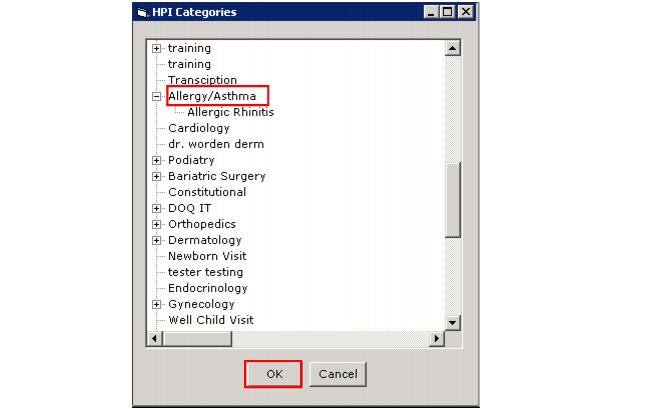 HPI Categories
training
training
Transciption
Allergy/Asthma
Allergic Rhinitis
Cardiology
dr. worden derm
Podiatry
Bariatric Surgery
Constitutional
DOQ IT
Orthopedics
Dermatology
Newborn Visit
tester testing
Endocrinology
Gynecology
Well Child Visit
OK Cancel